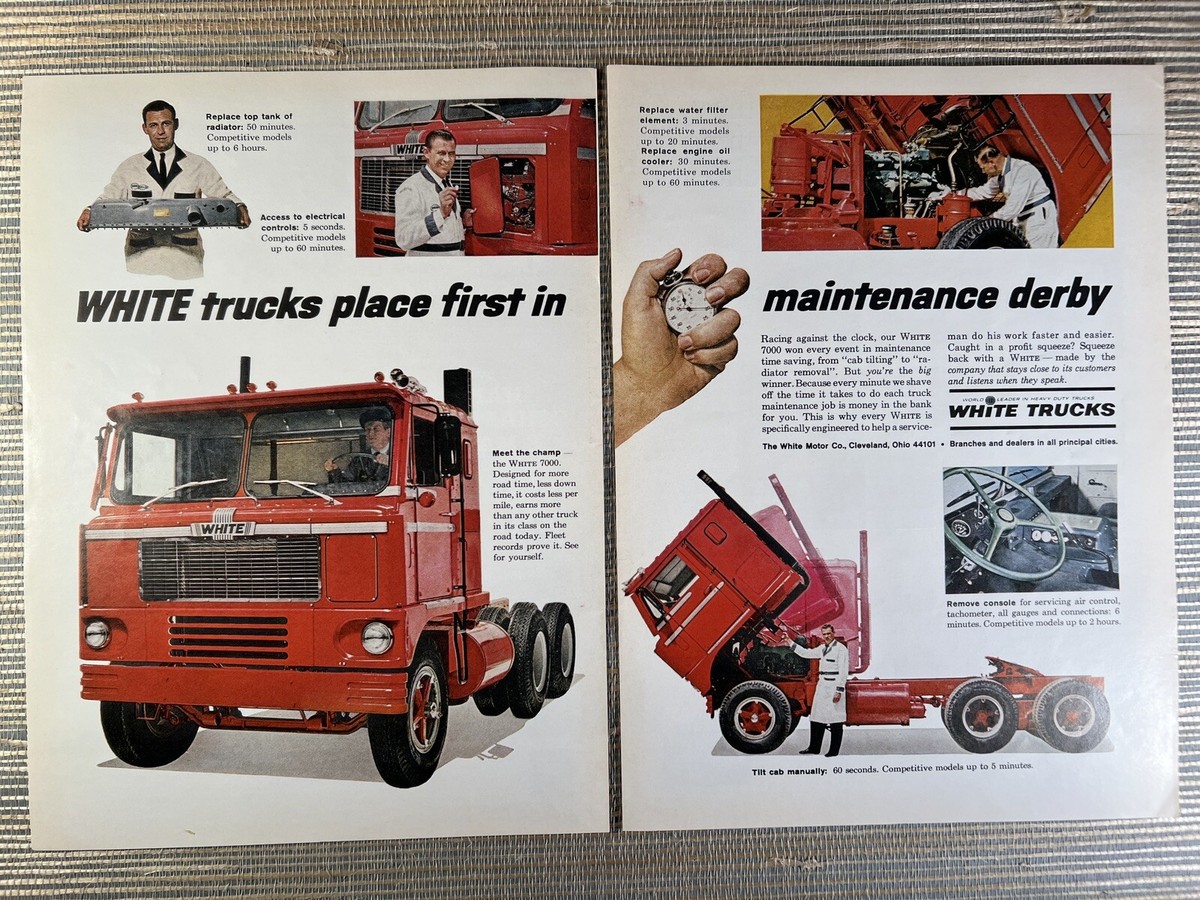 Replace top tank of
radiator: 50 minutes.
Competitive models
up to 6 hours.
WHITE
Access to electrical
controls: 5 seconds.
Competitive models
up to 60 minutes.
WHITE trucks place first in
WHITE
Meet the champ —
the WHITE 7000.
Designed for more
road time, less down
time, it costs less per
mile, earns more
than any other truck
in its class on the
road today. Fleet
records prove it. See
for yourself.
Replace water filter
element: 3 minutes.
Competitive models
up to 20 minutes.
Replace engine oil
cooler: 30 minutes.
Competitive models
up to 60 minutes.
maintenance derby
Racing against the clock, our WHITE
7000 won every event in maintenance
time saving, from “cab tilting” to “ra-
diator removal”. But you're the big
winner. Because every minute we shave
off the time it takes to do each truck
maintenance job is money in the bank
for you. This is why every WHITE is
specifically engineered to help a service-
man do his work faster and easier.
Caught in a profit squeeze? Squeeze
back with a WHITE — made by the
company that stays close to its customers
and listens when they speak.
WORLD LEADER IN HEAVY DUTY TRUCKS
WHITE TRUCKS
The White Motor Co., Cleveland, Ohio 44101 • Branches and dealers in all principal cities.
Remove console for servicing air control,
tachometer, all gauges and connections: 6
minutes. Competitive models up to 2 hours.
Tilt cab manually: 60 seconds. Competitive models up to 5 minutes.